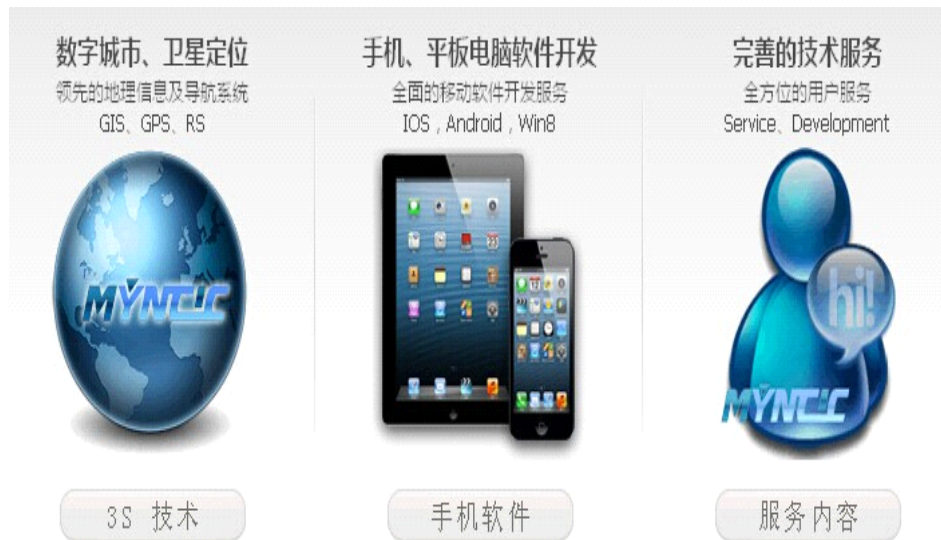 数字城市、卫星定位
领先的地理信息及导航系统
GIS、GPS、RS
MYNTIC
3S 技术
手机、平板电脑软件开发
全面的移动软件开发服务
IOS , Android , Win8
手机软件
完善的技术服务
全方位的用户服务
Service、Development
hi!
MYNTIC
服务内容